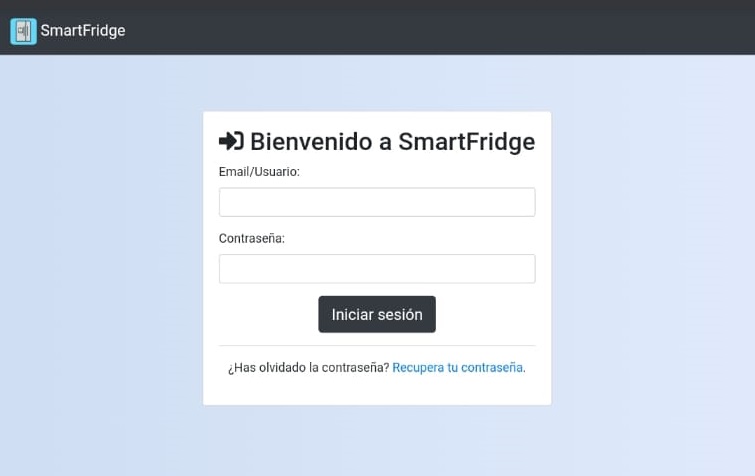 SmartFridge
Bienvenido a SmartFridge
Email/Usuario:
Contraseña:
Iniciar sesión
¿Has olvidado la contraseña? Recupera tu contraseña.